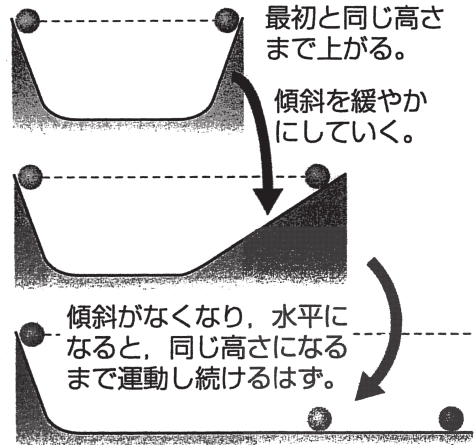 最初と同じ高さ
まで上がる。
傾斜を緩やか
にしていく。
傾斜がなくなり，水平に
なると，同じ高さになる
まで運動し続けるはず。